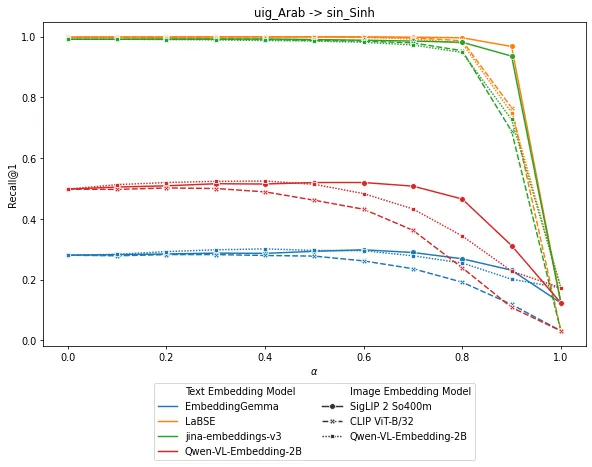 uig_Arab -> sin_Sinh
Recall@1
1.0
0.8
0.6
0.4
0.2
0.0
0.0 0.2 0.4 0.6 0.8 1.0
α
Text Embedding Model
EmbeddingGemma
LaBSE
jina-embeddings-v3
Qwen-VL-Embedding-2B
Image Embedding Model
SigLIP 2 So400m
CLIP ViT-B/32
Qwen-VL-Embedding-2B